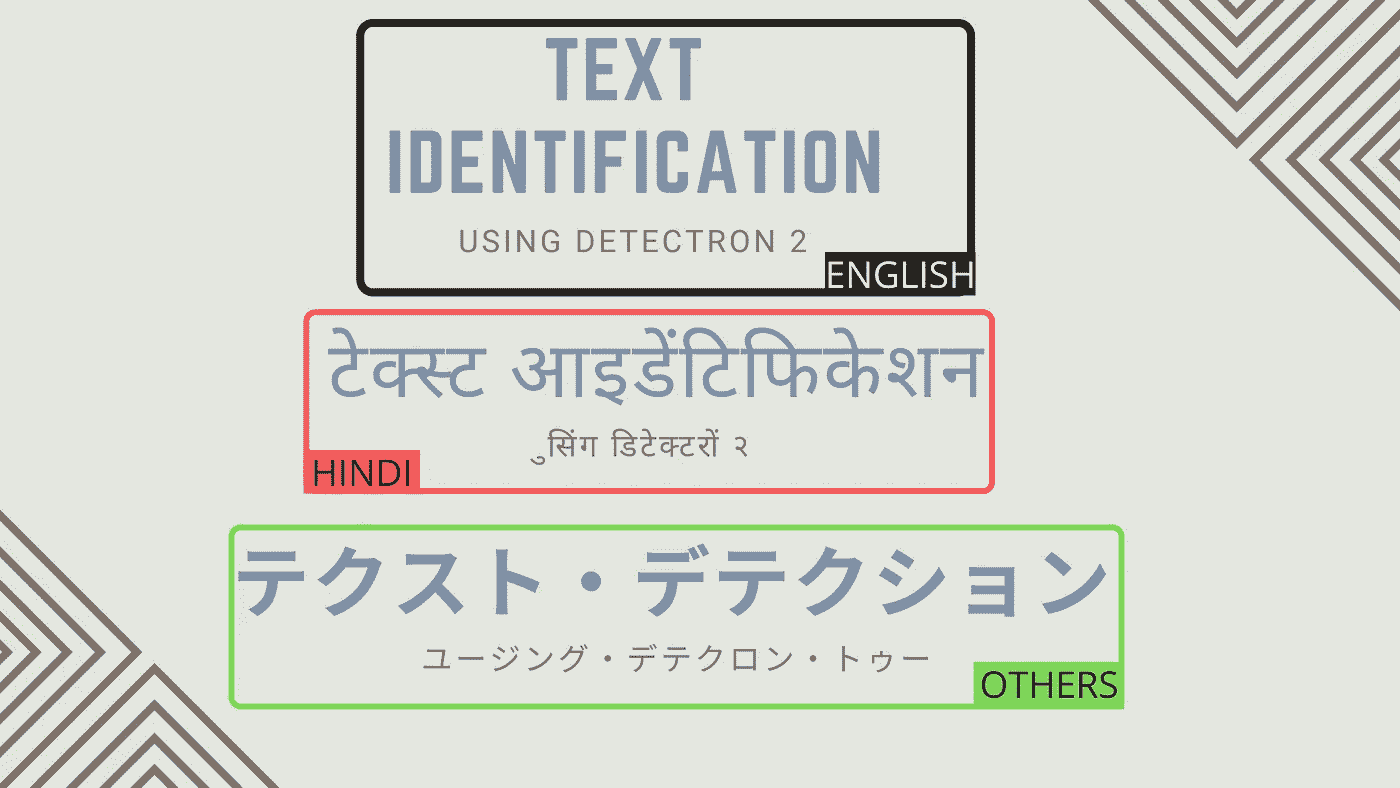 TEXT
IDENTIFICATION
USING DETECTRON 2
ENGLISH
टेक्स्ट आइडेंटिफिकेशन
ुसिंग डिटेक्टरों २
HINDI
テクスト・デテクション
ユージング・デテクロン・トゥー
OTHERS